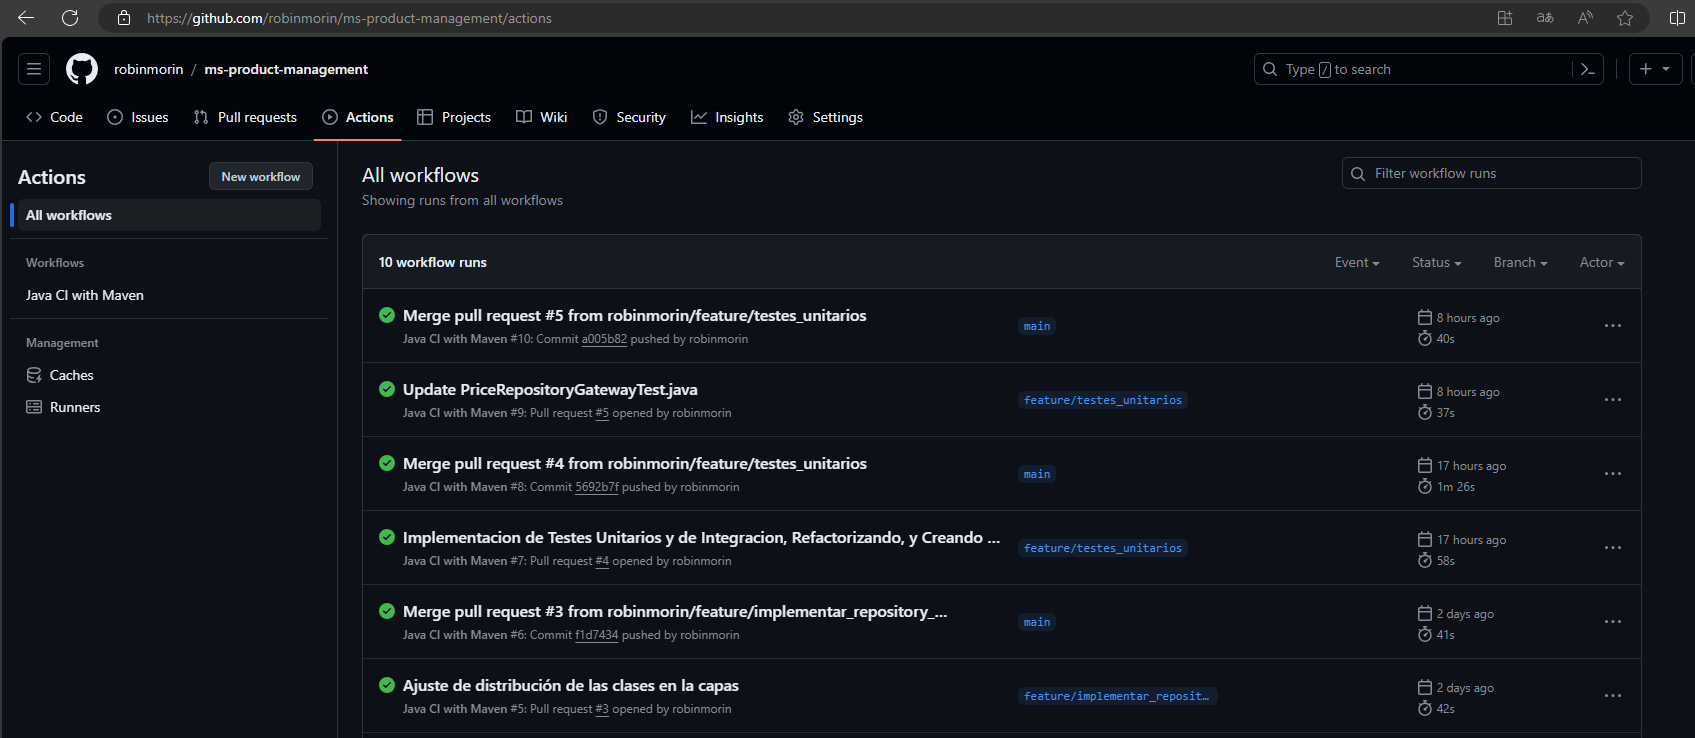 https://github.com/robinmorin/ms-product-management/actions
robinmorin / ms-product-management
Type / to search
Code Issues Pull requests Actions Projects Wiki Security Insights Settings
Actions
New workflow
All workflows
Workflows
Java CI with Maven
Management
Caches
Runners
All workflows
Showing runs from all workflows
Filter workflow runs
10 workflow runs
Event Status Branch Actor
Merge pull request #5 from robinmorin/feature/testes_unitarios
Java CI with Maven #10: Commit a005b82 pushed by robinmorin
main
8 hours ago
40s
Update PriceRepositoryGatewayTest.java
Java CI with Maven #9: Pull request #5 opened by robinmorin
feature/testes_unitarios
8 hours ago
37s
Merge pull request #4 from robinmorin/feature/testes_unitarios
Java CI with Maven #8: Commit 5692b7f pushed by robinmorin
main
17 hours ago
1m 26s
Implementacion de Testes Unitarios y de Integracion, Refactorizando, y Creando ...
Java CI with Maven #7: Pull request #4 opened by robinmorin
feature/testes_unitarios
17 hours ago
58s
Merge pull request #3 from robinmorin/feature/implementar_repository_...
Java CI with Maven #6: Commit f1d7434 pushed by robinmorin
main
2 days ago
41s
Ajuste de distribución de las clases en la capas
Java CI with Maven #5: Pull request #3 opened by robinmorin
feature/implementar_reposit…
2 days ago
42s